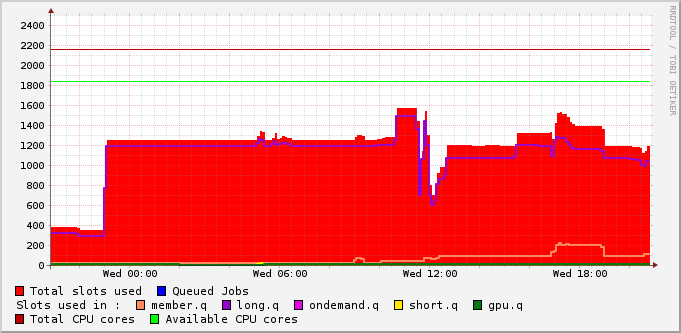 RRDTOOL / TOBI OETIKER
2400
2200
2000
1800
1600
1400
1200
1000
800
600
400
200
0
Wed 00:00 Wed 06:00 Wed 12:00 Wed 18:00
Total slots used Queued Jobs
Slots used in : member.q long.q ondemand.q short.q gpu.q
Total CPU cores Available CPU cores